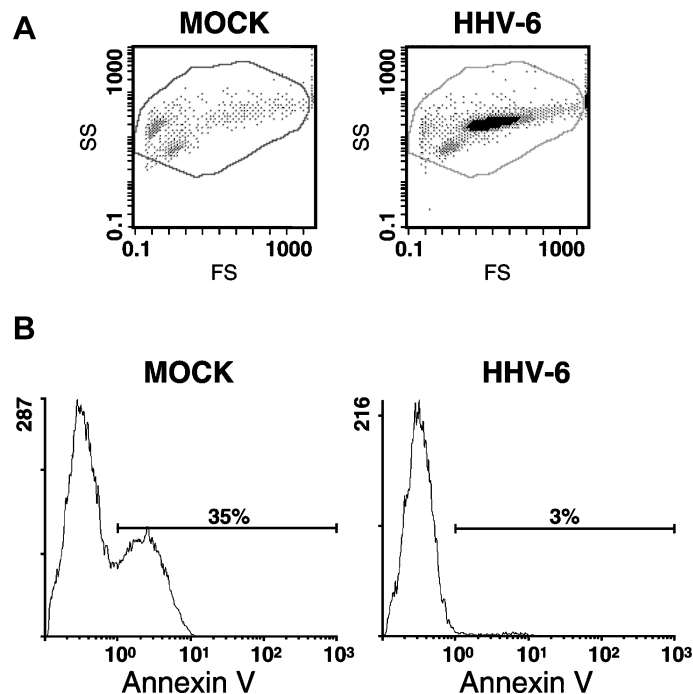 A
MOCK
HHV-6
1000
SS
0.1
0.1 1000
FS
1000
SS
0.1
0.1 1000
FS
B
MOCK
HHV-6
287
35%
10⁰ 10¹ 10² 10³
Annexin V
216
3%
10⁰ 10¹ 10² 10³
Annexin V